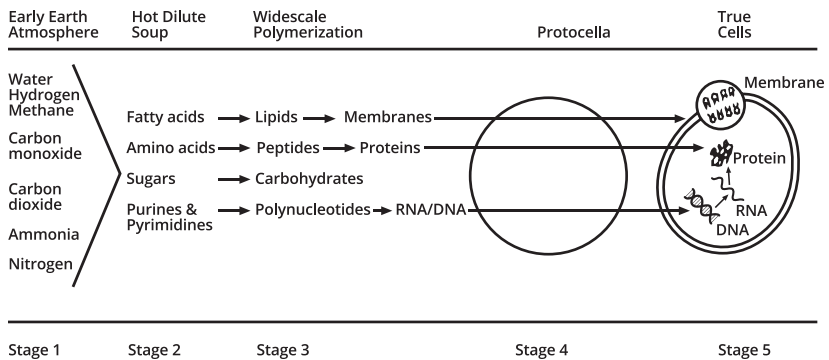 Early Earth
Atmosphere
Hot Dilute
Soup
Widescale
Polymerization
Protocella
True
Cells
Water
Hydrogen
Methane
Carbon
monoxide
Carbon
dioxide
Ammonia
Nitrogen
Fatty acids
Lipids
Membranes
Amino acids
Peptides
Proteins
Sugars
Carbohydrates
Purines &
Pyrimidines
Polynucleotides
RNA/DNA
Membrane
Protein
RNA
DNA
Stage 1
Stage 2
Stage 3
Stage 4
Stage 5